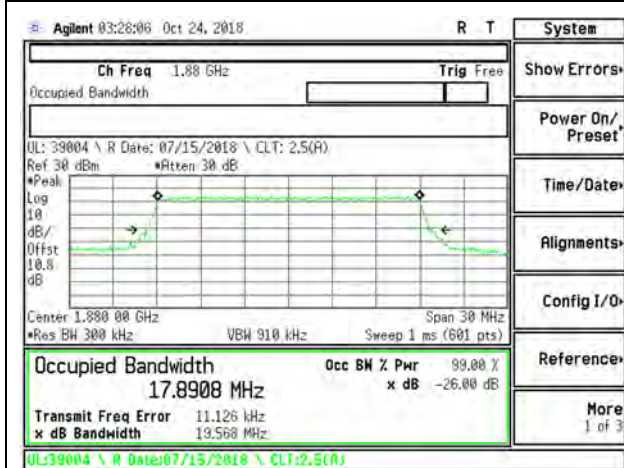 Agilent 03:28:06 Oct 24, 2018 R T System
Ch Freq 1.88 GHz Trig Free
Show Errors
Occupied Bandwidth
Power On/
Preset
UL: 39004 \ R Date: 07/15/2018 \ CLT: 2.5(A)
Ref 30 dBm *Atten 30 dB
*Peak
Log
10
dB/
Offst
10.8
dB
Time/Date
Alignments
Center 1.880 00 GHz Span 30 MHz
*Res BW 300 kHz VBW 910 kHz Sweep 1 ms (601 pts)
Config I/O
Occupied Bandwidth Occ BW % Pwr 99.00 %
17.8908 MHz x dB -26.00 dB
Reference
Transmit Freq Error 11.126 kHz
x dB Bandwidth 19.568 MHz
More
1 of 3
UL:39004 \ R Date:07/15/2018 \ CLT:2.5(A)